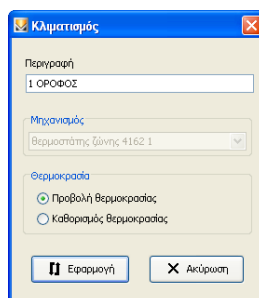 Κλιματισμός
Περιγραφή
1 ΟΡΟΦΟΣ
Μηχανισμός
θερμοστάτης ζώνης 4162 1
Θερμοκρασία
Προβολή θερμοκρασίας
Καθορισμός θερμοκρασίας
Εφαρμογή
Ακύρωση